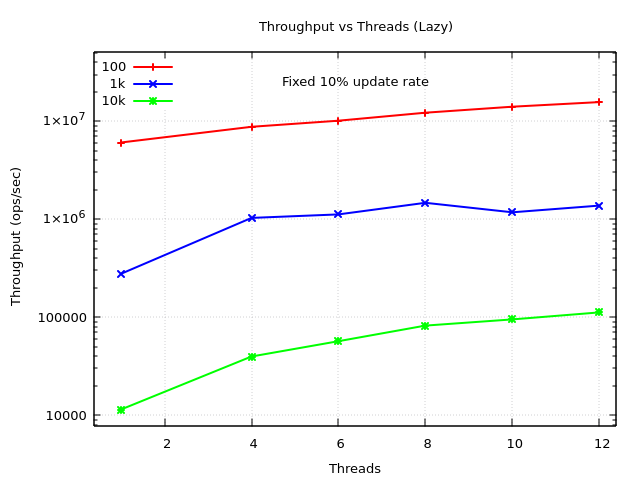 Throughput vs Threads (Lazy)
100
1k
10k
Fixed 10% update rate
1×10⁷
1×10⁶
100000
10000
Throughput (ops/sec)
2 4 6 8 10 12
Threads